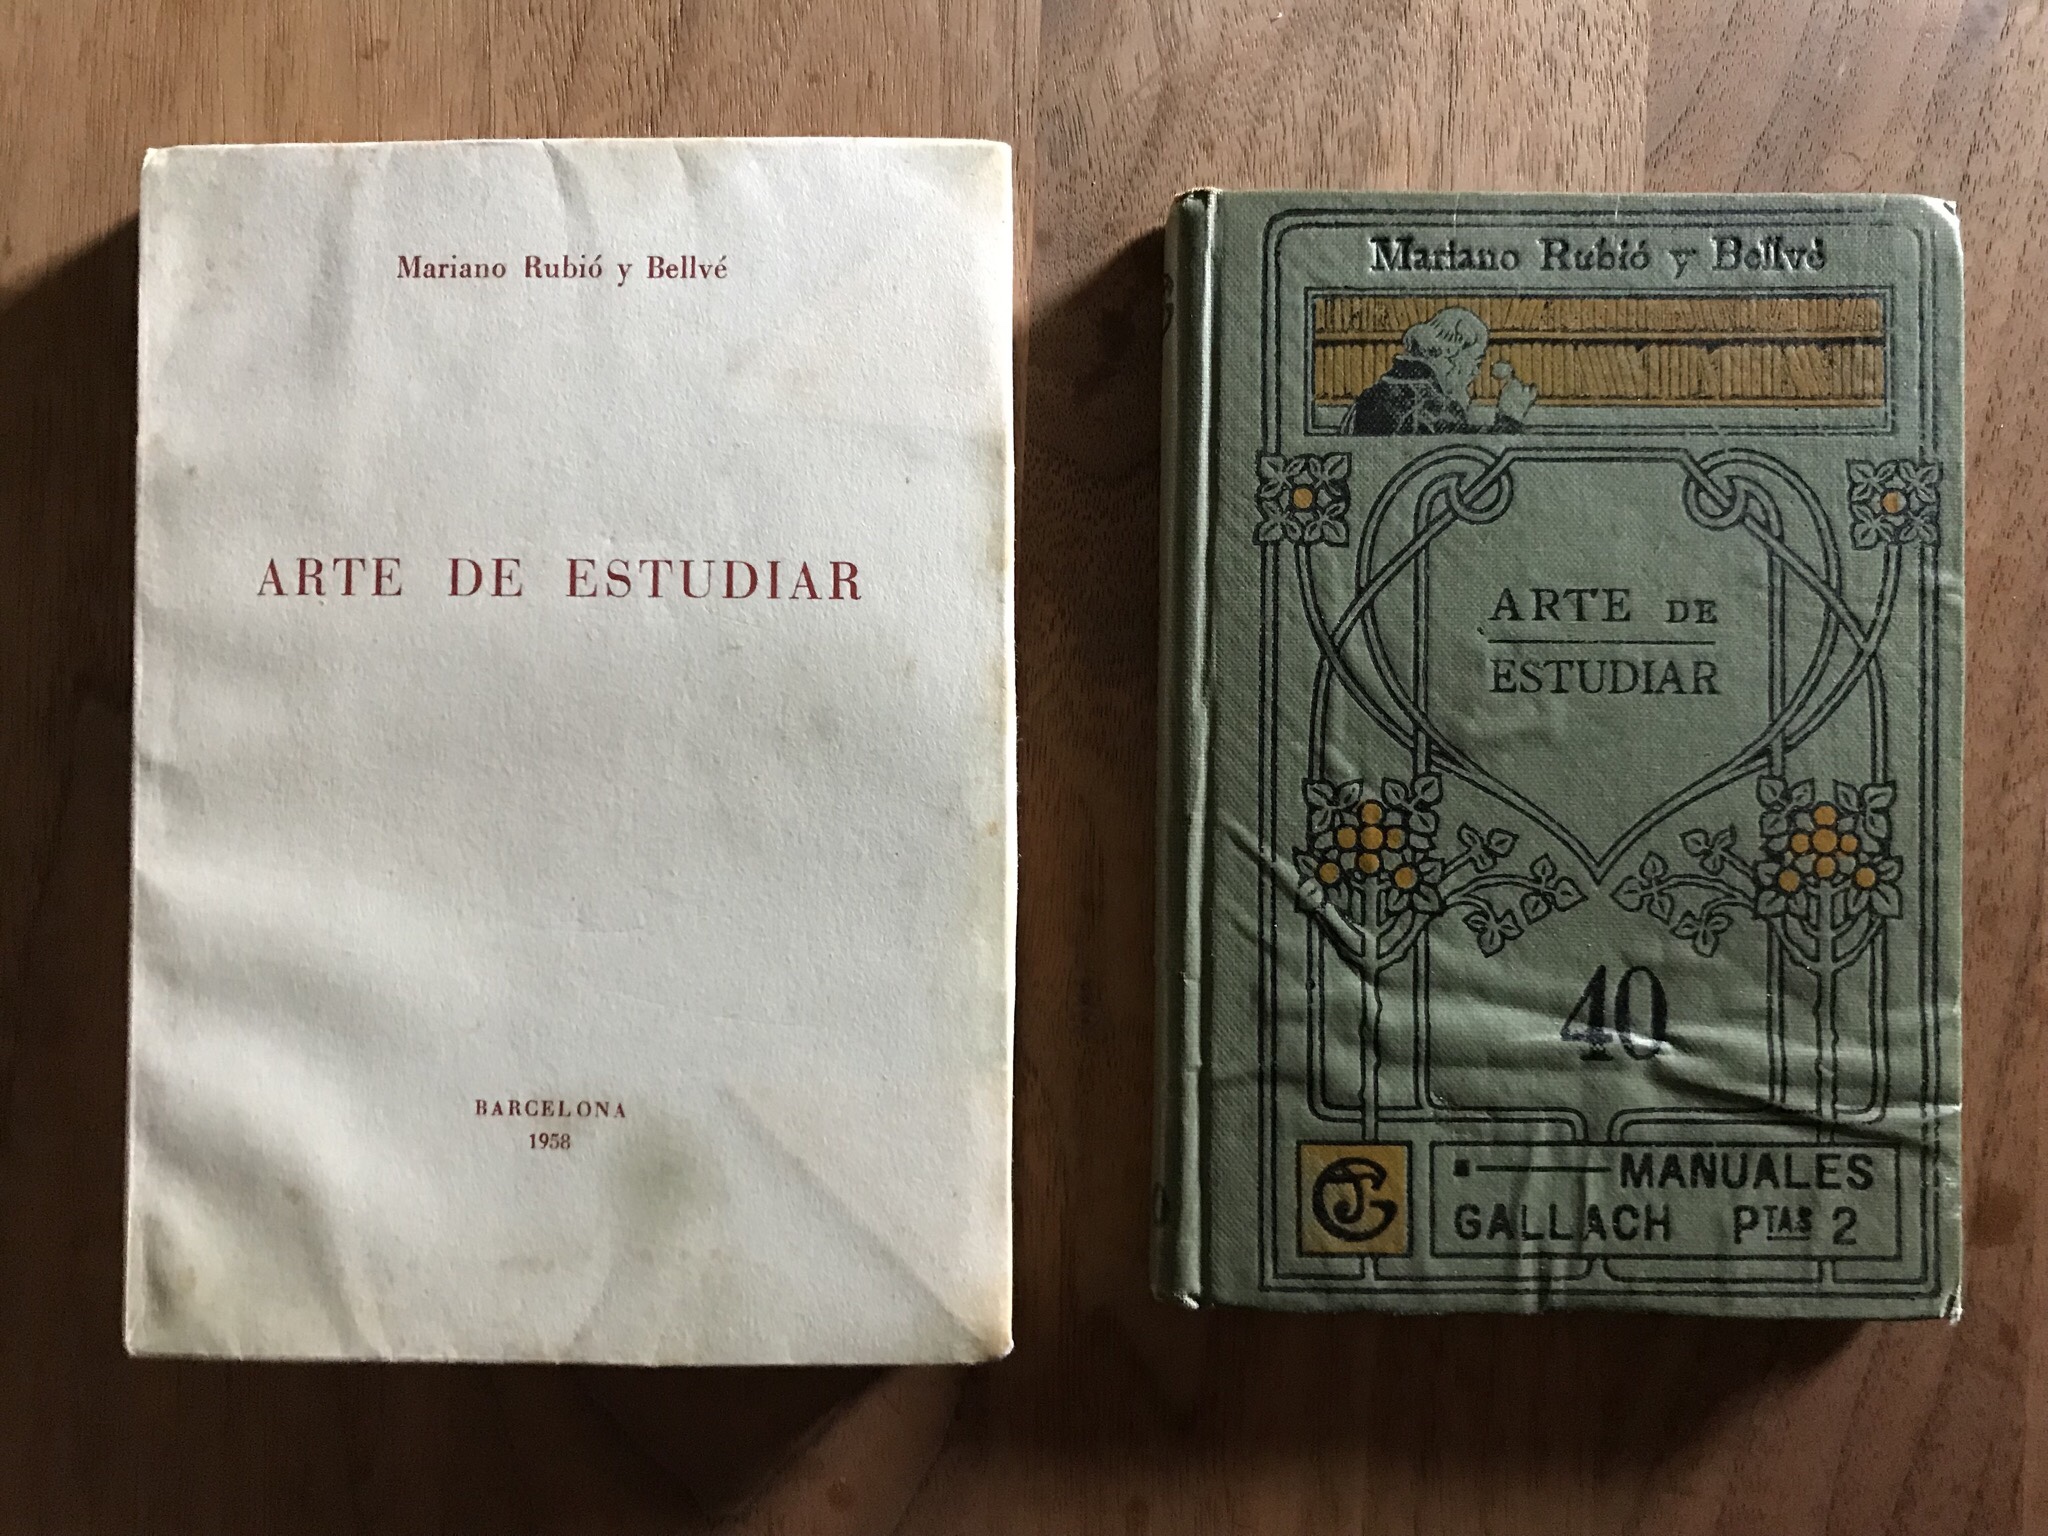 Mariano Rubió y Bellvé
ARTE DE ESTUDIAR
BARCELONA
1958
Mariano Rubió y Bellvé
ARTE DE
ESTUDIAR
40
MANUALES
GALLACH PTAS 2